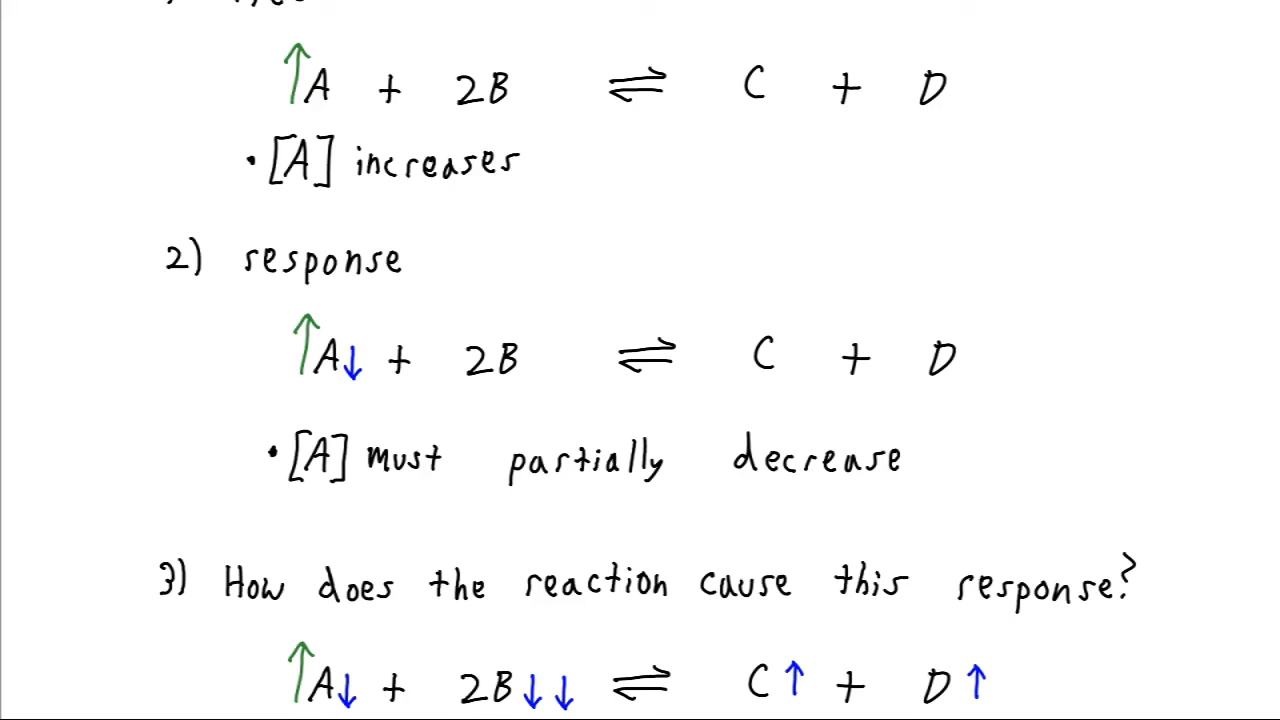 ↑A + 2B ⇌ C + D
• [A] increases
2) response
↑A↓ + 2B ⇌ C + D
• [A] must partially decrease
3) How does the reaction cause this response?
↑A↓ + 2B↓↓ ⇌ C↑ + D↑